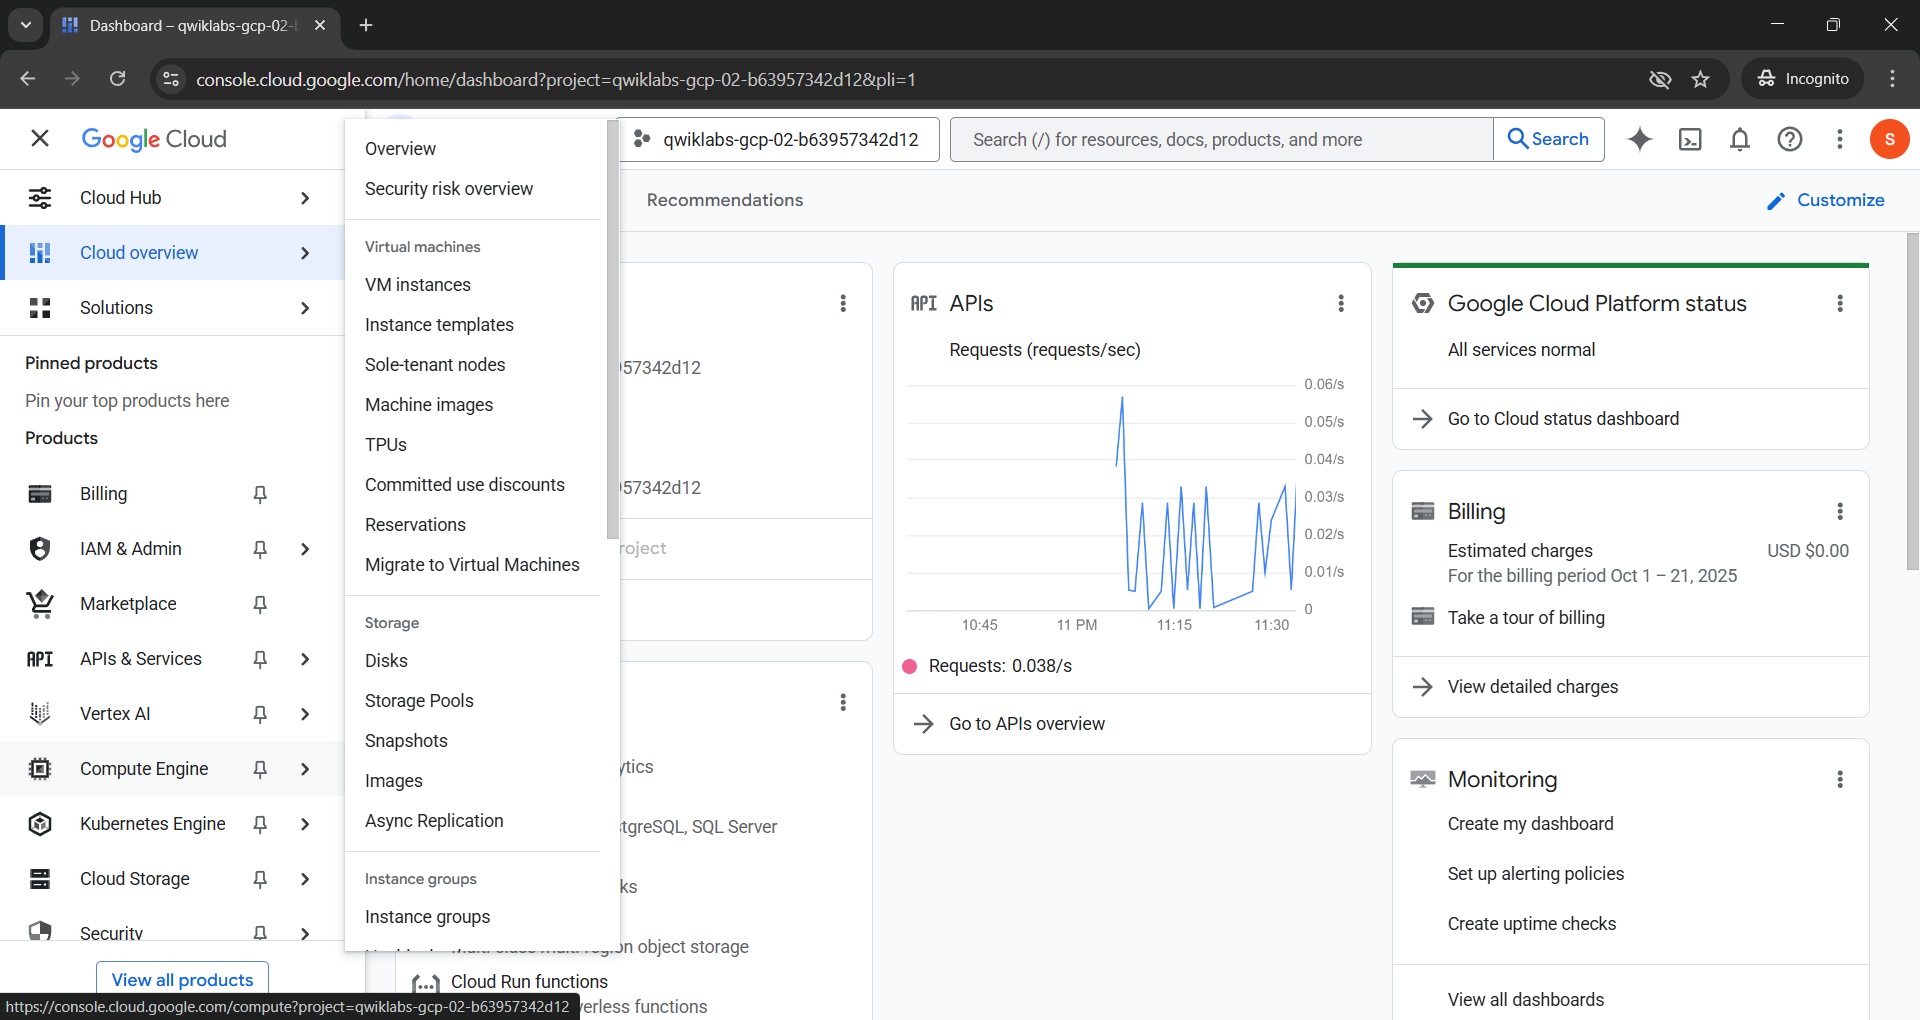 Dashboard – qwiklabs-gcp-02-
console.cloud.google.com/home/dashboard?project=qwiklabs-gcp-02-b63957342d12&pli=1
Incognito
Google Cloud
qwiklabs-gcp-02-b63957342d12
Search (/) for resources, docs, products, and more
Search
S
Cloud Hub
Cloud overview
Solutions
Pinned products
Pin your top products here
Products
Billing
IAM & Admin
Marketplace
API
APIs & Services
Vertex AI
Compute Engine
Kubernetes Engine
Cloud Storage
Security
View all products
https://console.cloud.google.com/compute?project=qwiklabs-gcp-02-b63957342d12
Overview
Security risk overview
Virtual machines
VM instances
Instance templates
Sole-tenant nodes
Machine images
TPUs
Committed use discounts
Reservations
Migrate to Virtual Machines
Storage
Disks
Storage Pools
Snapshots
Images
Async Replication
Instance groups
Instance groups
Recommendations
Customize
57342d12
57342d12
roject
ytics
tgreSQL, SQL Server
ks
n object storage
Cloud Run functions
erless functions
API
APIs
Requests (requests/sec)
0.06/s
0.05/s
0.04/s
0.03/s
0.02/s
0.01/s
0
10:45
11 PM
11:15
11:30
Requests: 0.038/s
Go to APIs overview
Google Cloud Platform status
All services normal
Go to Cloud status dashboard
Billing
Estimated charges
USD $0.00
For the billing period Oct 1 – 21, 2025
Take a tour of billing
View detailed charges
Monitoring
Create my dashboard
Set up alerting policies
Create uptime checks
View all dashboards